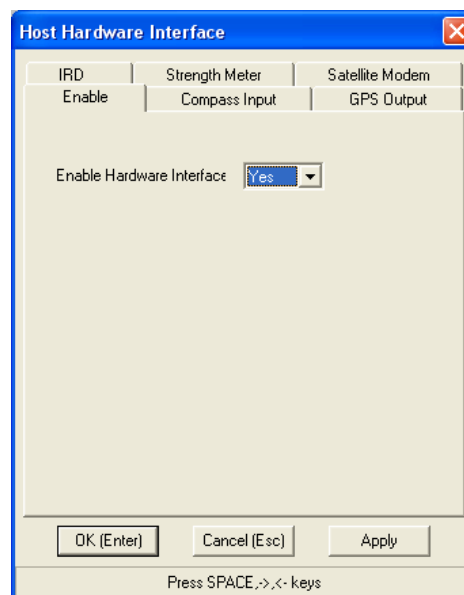 Host Hardware Interface
IRD Strength Meter Satellite Modem
Enable Compass Input GPS Output
Enable Hardware Interface Yes
OK (Enter) Cancel (Esc) Apply
Press SPACE,->,<- keys